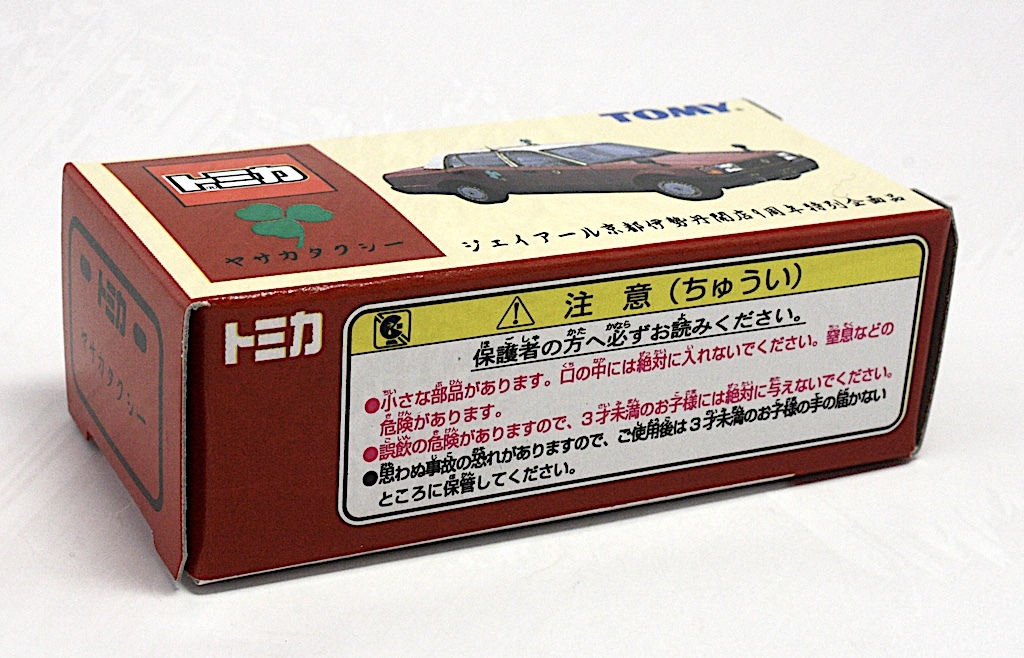 TOMY
トミカ
ヤサカタクシー
ジェイアール京都伊勢丹開店1周年特別企画品
トミカ
ヤサカタクシー
トミカ
注意(ちゅうい)
保護者の方へ必ずお読みください。
●小さな部品があります。口の中には絶対に入れないでください。窒息などの
危険があります。
●誤飲の危険がありますので、3才未満のお子様には絶対に与えないでください。
●思わぬ事故の恐れがありますので、ご使用後は3才未満のお子様の手の届かない
ところに保管してください。